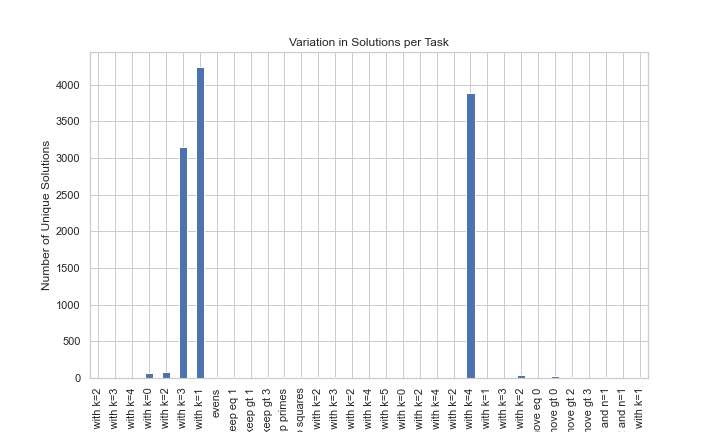 Variation in Solutions per Task
Number of Unique Solutions
4000
3500
3000
2500
2000
1500
1000
500
0
with k=2
with k=3
with k=4
with k=0
with k=2
with k=3
with k=1
evens
eep eq 1
keep gt 1
keep gt 3
p primes
squares
with k=2
with k=3
with k=2
with k=4
with k=5
with k=0
with k=2
with k=4
with k=2
with k=4
with k=1
with k=3
with k=2
ove eq 0
ove gt 0
ove gt 2
ove gt 3
and n=1
and n=1
with k=1